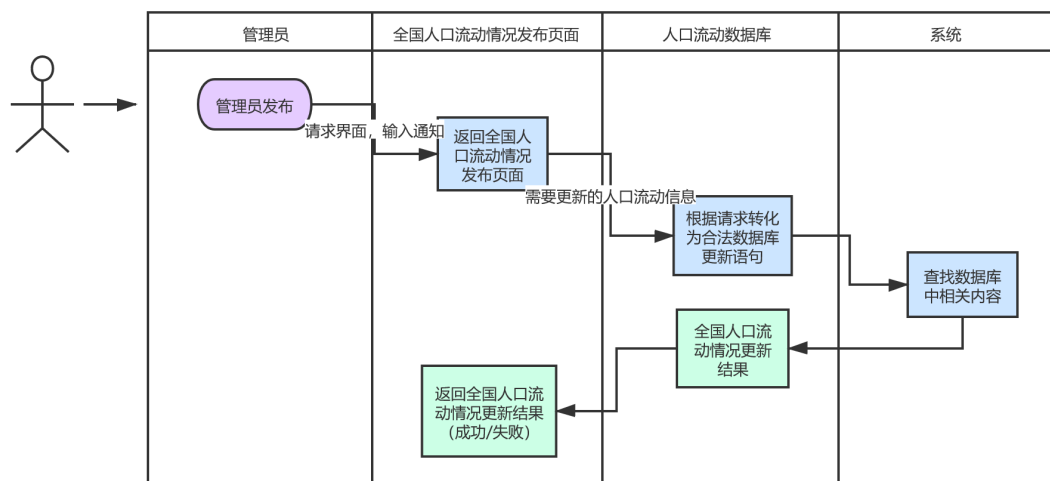 管理员
全国人口流动情况发布页面
人口流动数据库
系统
管理员发布
请求界面，输入通知
返回全国人
口流动情况
发布页面
需要更新的人口流动信息
根据请求转化
为合法数据库
更新语句
查找数据库
中相关内容
全国人口流
动情况更新
结果
返回全国人口流
动情况更新结果
（成功/失败）